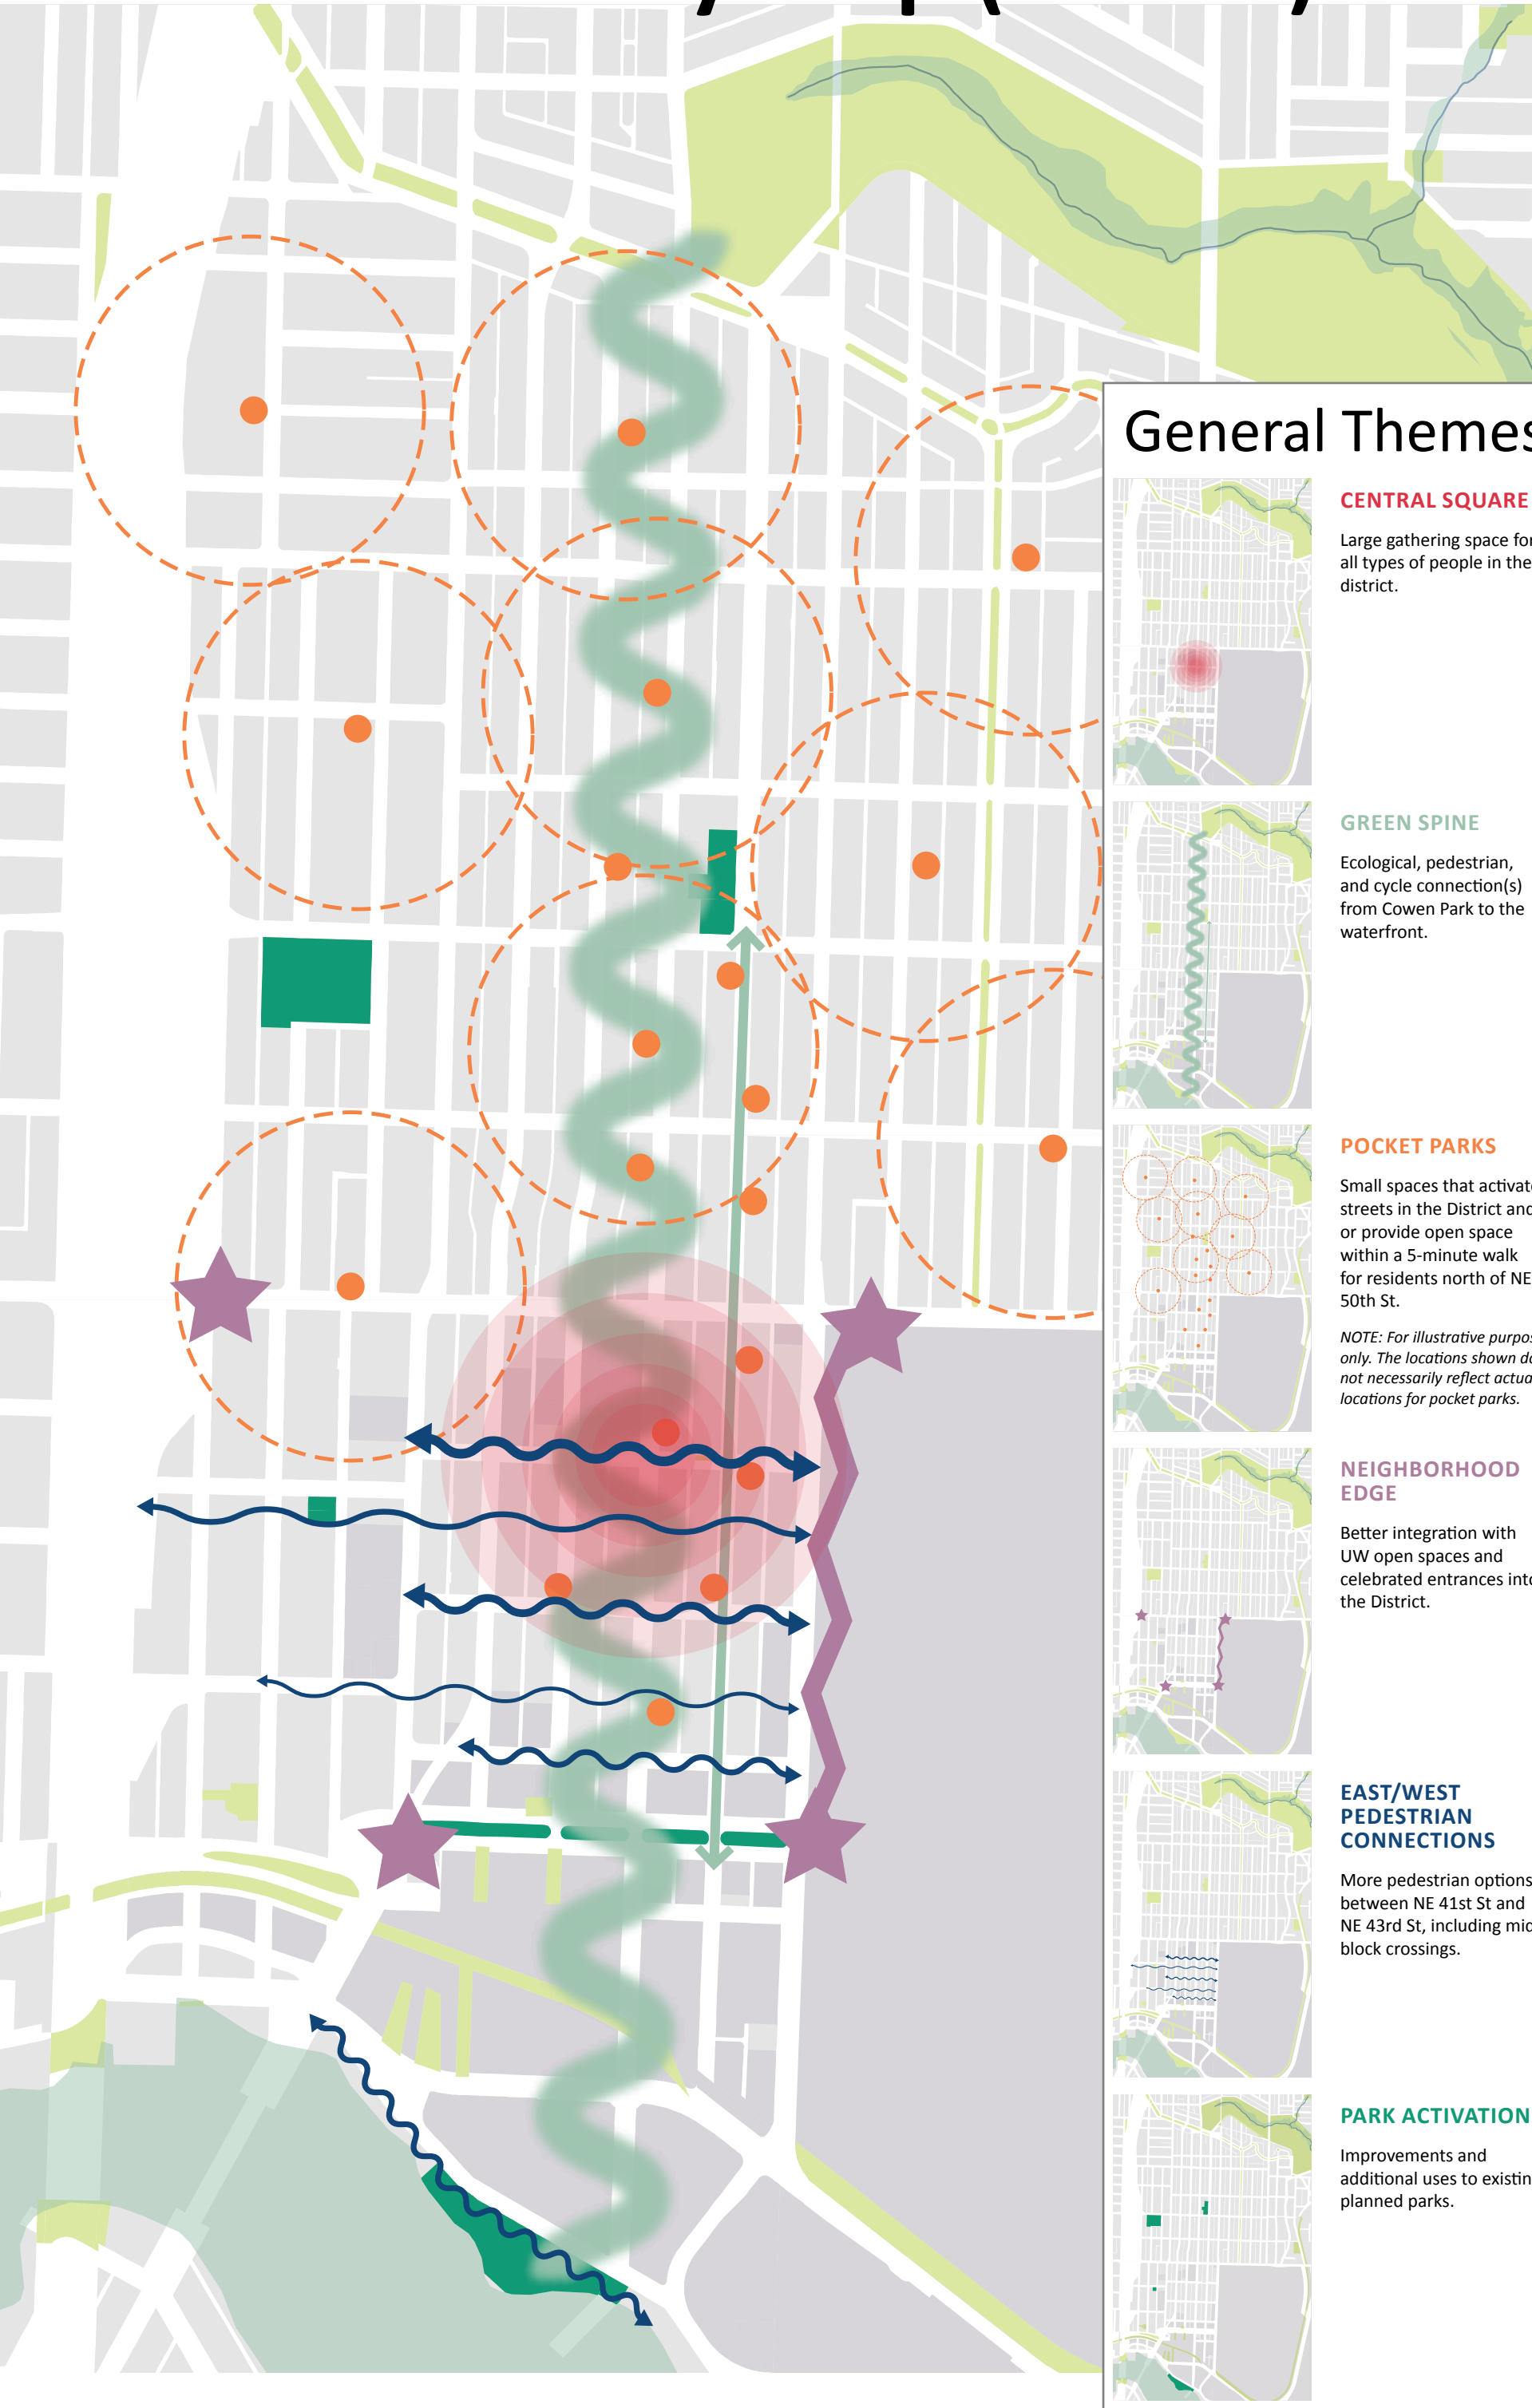 General Themes
CENTRAL SQUARE
Large gathering space for
all types of people in the
district.
GREEN SPINE
Ecological, pedestrian,
and cycle connection(s)
from Cowen Park to the
waterfront.
POCKET PARKS
Small spaces that activate
streets in the District and
or provide open space
within a 5-minute walk
for residents north of NE
50th St.
NOTE: For illustrative purpos
only. The locations shown do
not necessarily reflect actua
locations for pocket parks.
NEIGHBORHOOD
EDGE
Better integration with
UW open spaces and
celebrated entrances into
the District.
EAST/WEST
PEDESTRIAN
CONNECTIONS
More pedestrian options
between NE 41st St and
NE 43rd St, including mid
block crossings.
PARK ACTIVATION
Improvements and
additional uses to existin
planned parks.